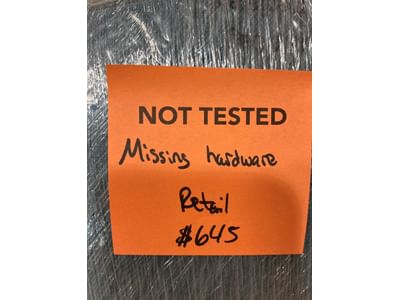 NOT TESTED
Missing hardware
Retail
$645